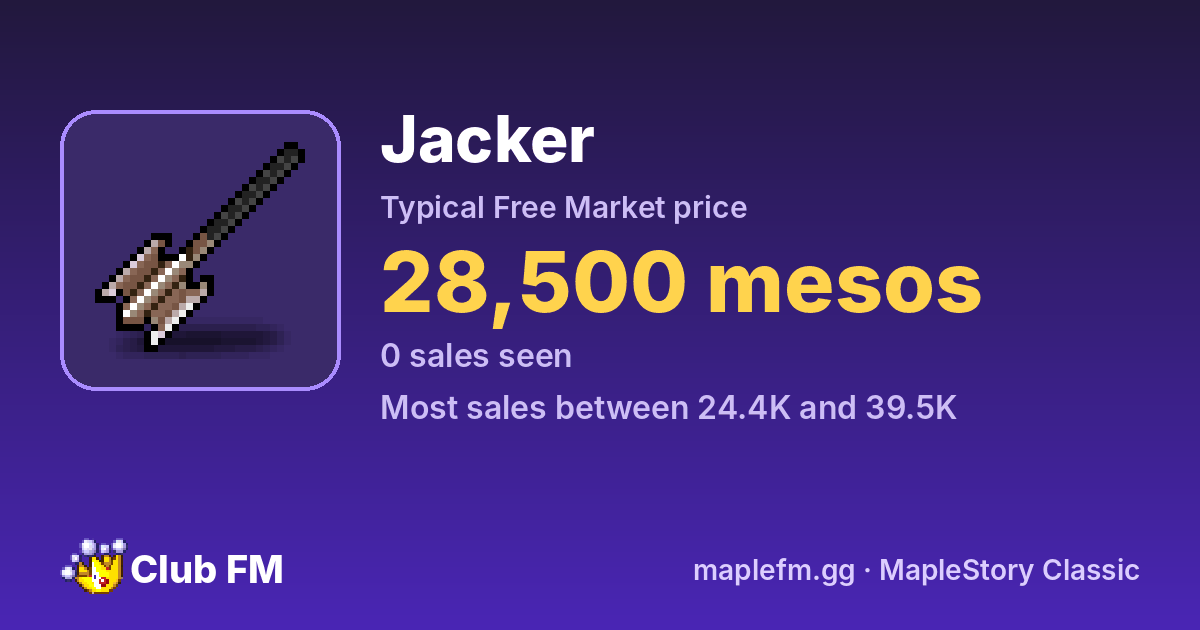 Jacker
Typical Free Market price
28,500 mesos
0 sales seen
Most sales between 24.4K and 39.5K
Club FM
maplefm.gg · MapleStory Classic